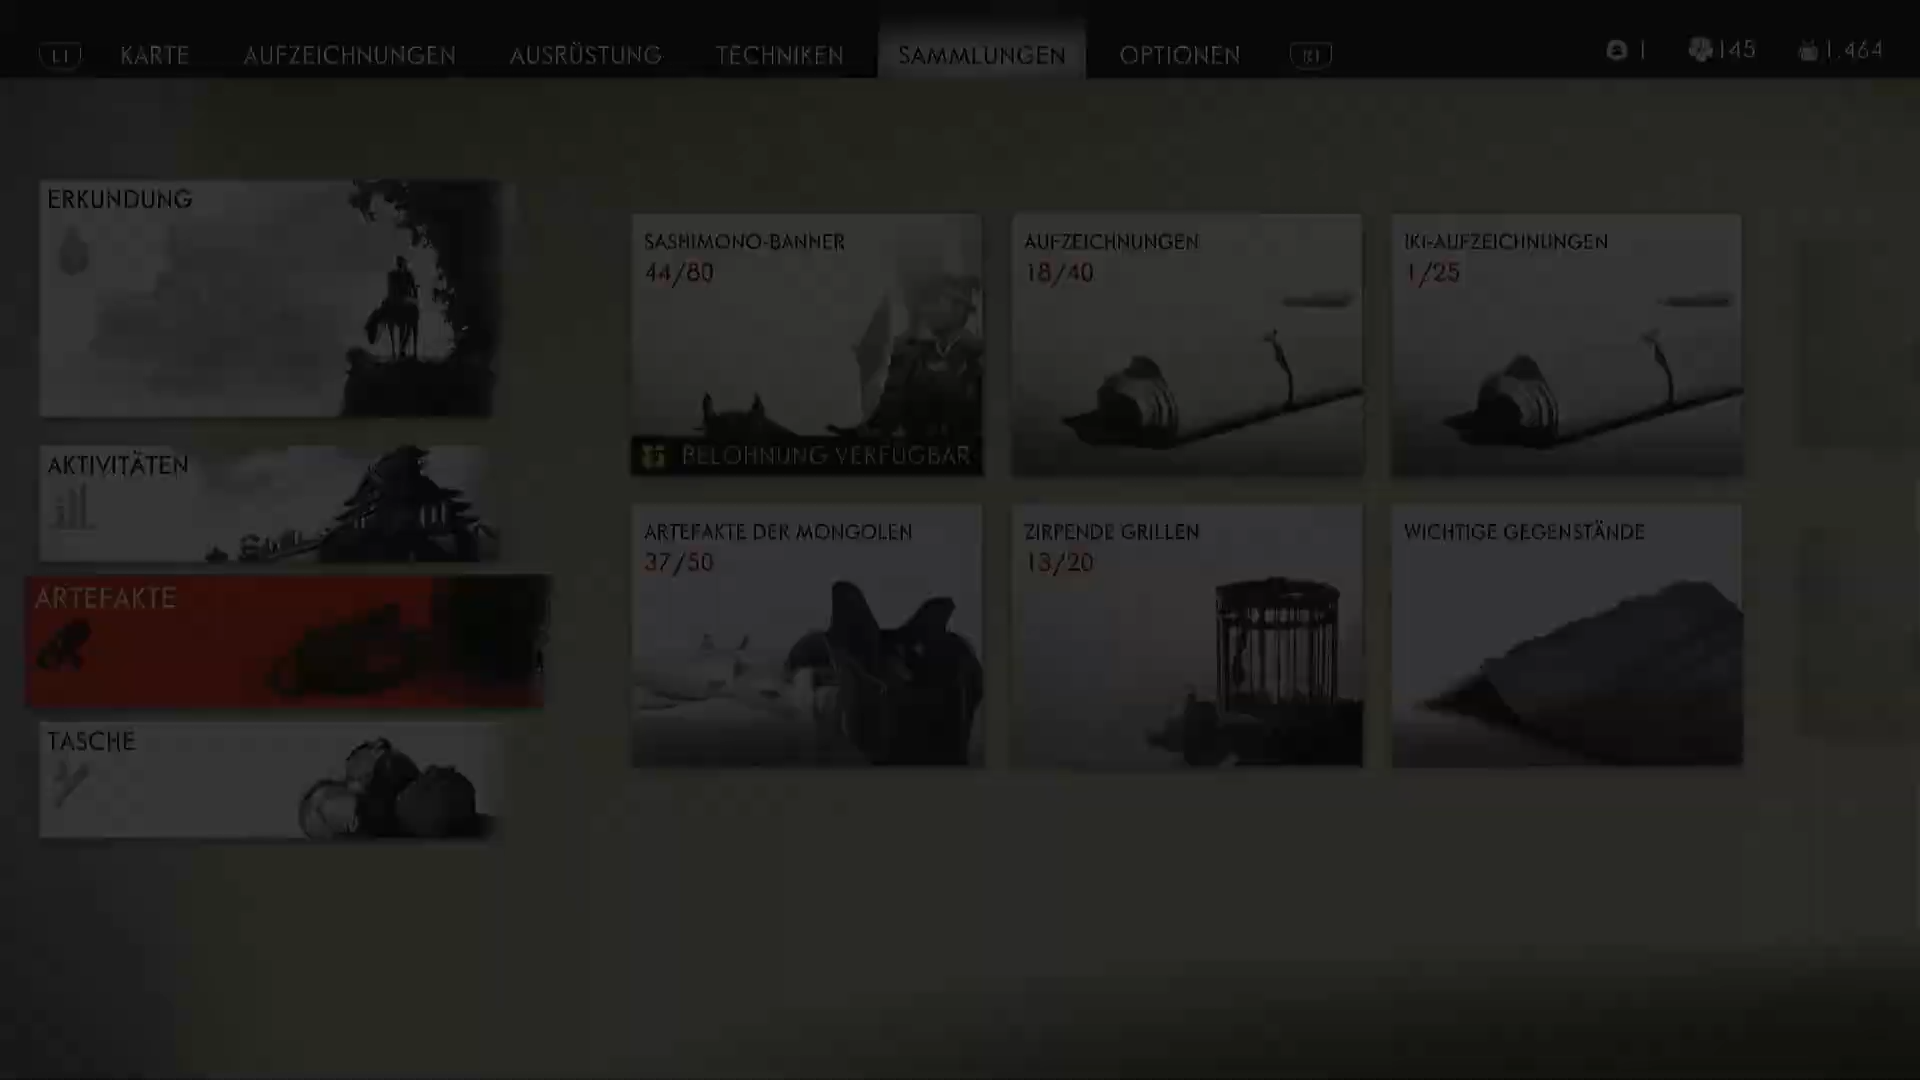 L1 KARTE AUFZEICHNUNGEN AUSRÜSTUNG TECHNIKEN SAMMLUNGEN OPTIONEN R1 1 145 1.464
ERKUNDUNG
AKTIVITÄTEN
ARTEFAKTE
TASCHE
SASHIMONO-BANNER
44/80
BELOHNUNG VERFÜGBAR
AUFZEICHNUNGEN
18/40
IKI-AUFZEICHNUNGEN
1/25
ARTEFAKTE DER MONGOLEN
37/50
ZIRPENDE GRILLEN
13/20
WICHTIGE GEGENSTÄNDE